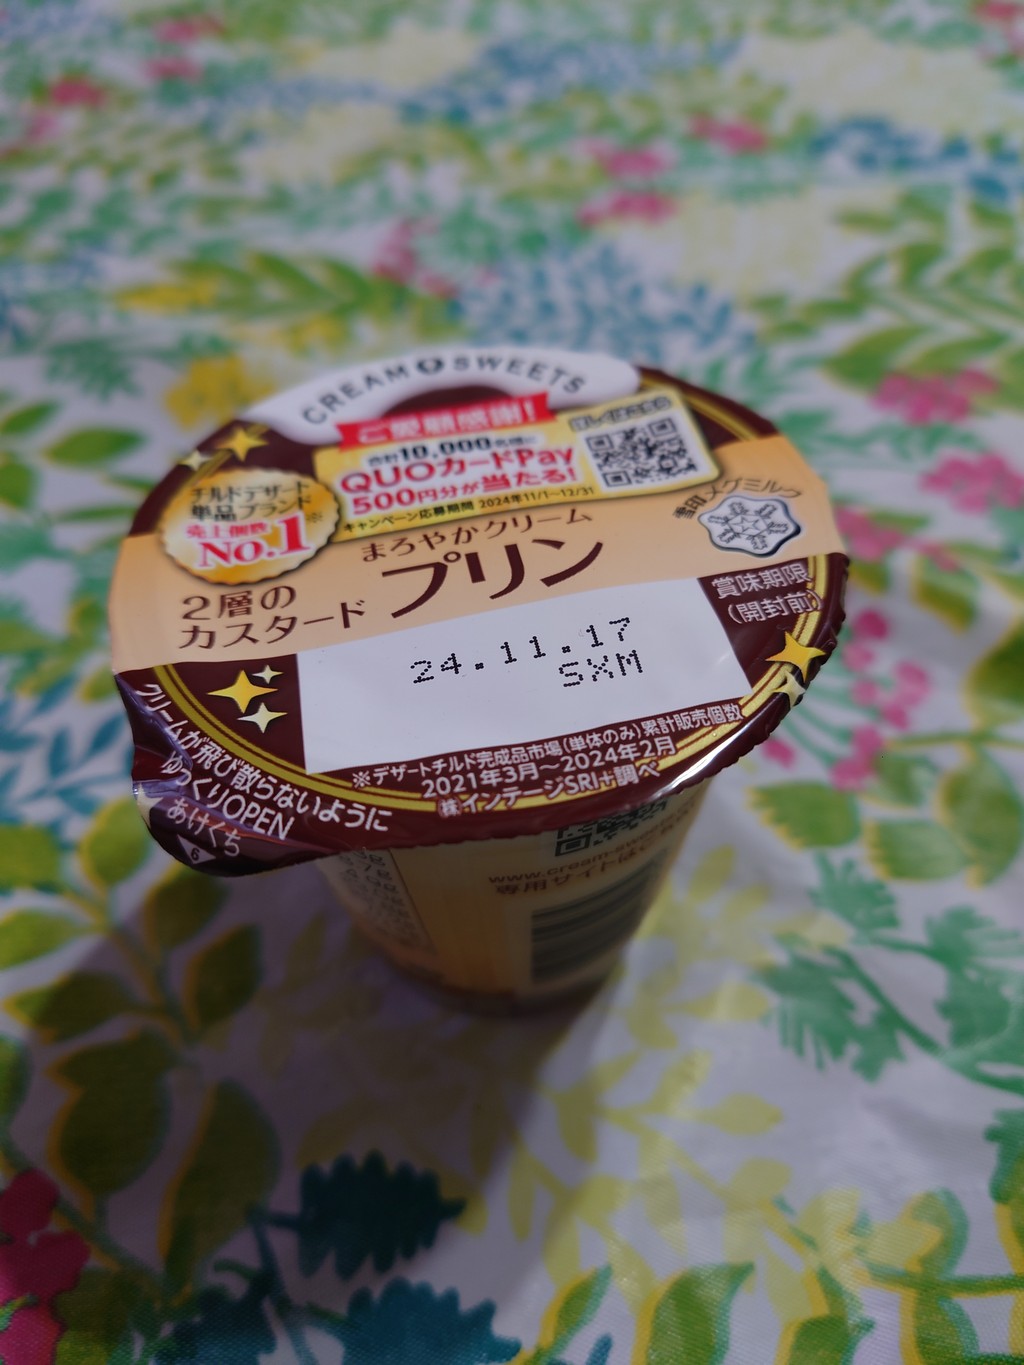 CREAM SWEETS
ご愛顧感謝!
合計10,000名様に
QUOカードPay
500円分が当たる!
キャンペーン応募期間 2024年11/1~12/31
チルドデザート
単品ブランド
売上個数※
No.1
雪印メグミルク
まろやかクリーム
プリン
2層の
カスタード
賞味期限
(開封前)
24.11.17
SXM
※デザートチルド完成品市場(単体のみ)累計販売個数
2021年3月~2024年2月
㈱インテージSRI+調べ
クリームが飛び散らないように
ゆっくりOPEN
あけくち
6
専用サイトは